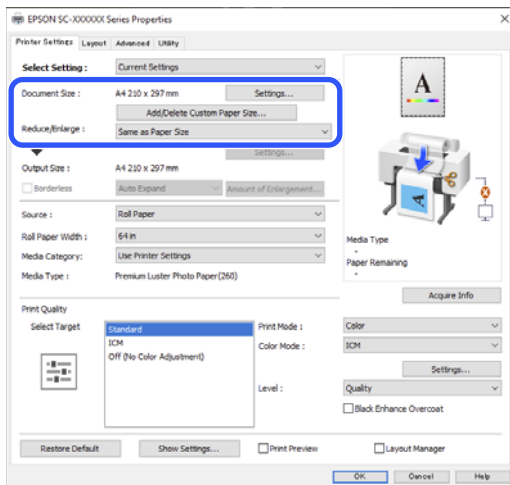 EPSON SC-XXXXXX Series Properties
Printer Settings Layout Advanced Utility
Select Setting : Current Settings
Document Size : A4 210 x 297 mm Settings...
Add/Delete Custom Paper Size...
Reduce/Enlarge : Same as Paper Size
Settings...
Output Size : A4 210 x 297 mm
Borderless Auto Expand Amount of Enlargement...
Source : Roll Paper
Roll Paper Width : 64 in
Media Category: Use Printer Settings
Media Type : Premium Luster Photo Paper(260)
A
A
Media Type
-
Paper Remaining
-
Acquire Info
Print Quality
Select Target Standard
ICM
Off (No Color Adjustment)
Print Mode : Color
Color Mode : ICM
Settings...
Level : Quality
Black Enhance Overcoat
Restore Default Show Settings... Print Preview Layout Manager
OK Cancel Help